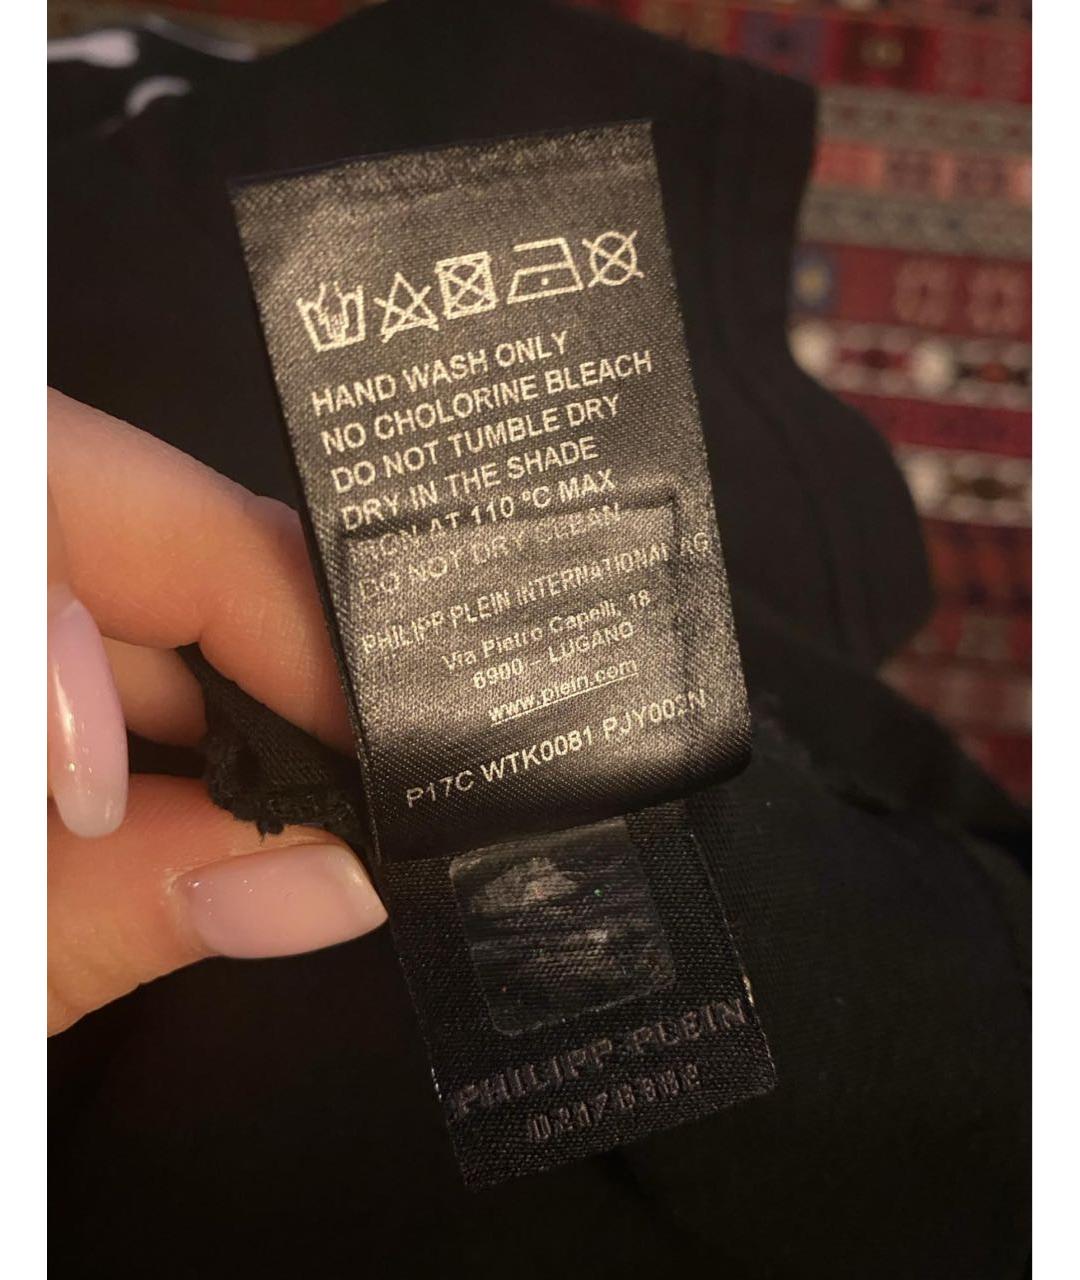 HAND WASH ONLY
NO CHOLORINE BLEACH
DO NOT TUMBLE DRY
DRY IN THE SHADE
IRON AT 110 °C MAX
DO NOT DRY CLEAN
PHILIPP PLEIN INTERNATIONAL AG
Via Pietro Capelli, 18
6900 – LUGANO
www.plein.com
P17C WTK0081 PJY002N
PHILIPP PLEIN